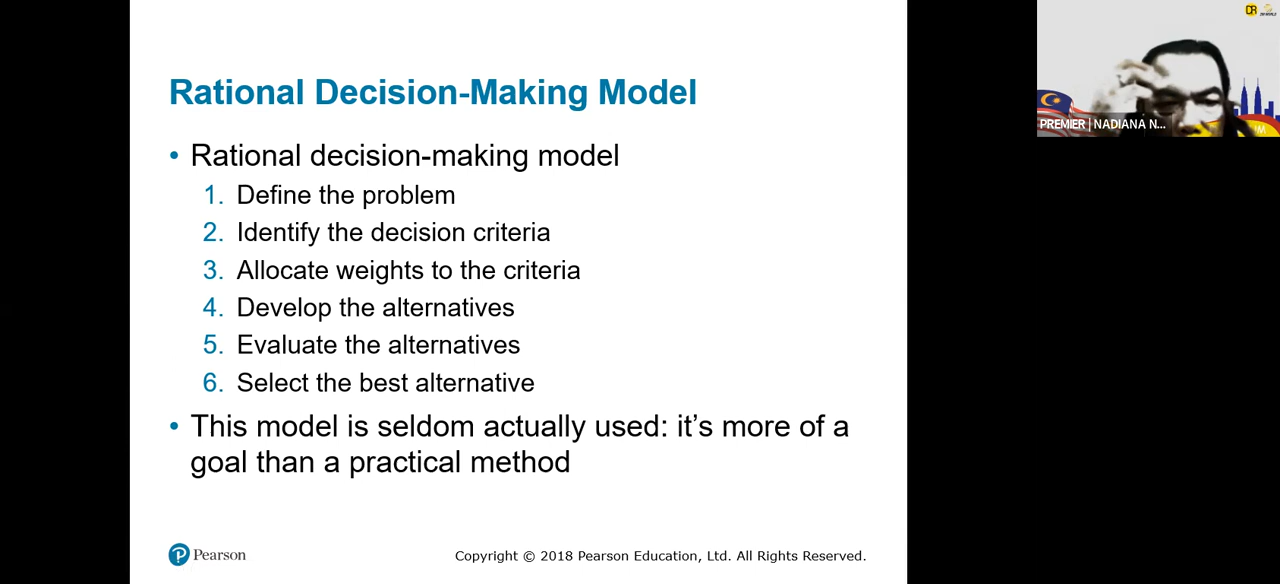 Rational Decision-Making Model
• Rational decision-making model
1. Define the problem
2. Identify the decision criteria
3. Allocate weights to the criteria
4. Develop the alternatives
5. Evaluate the alternatives
6. Select the best alternative
• This model is seldom actually used: it’s more of a
goal than a practical method
Pearson
Copyright © 2018 Pearson Education, Ltd. All Rights Reserved.
PREMIER | NADIANA N...